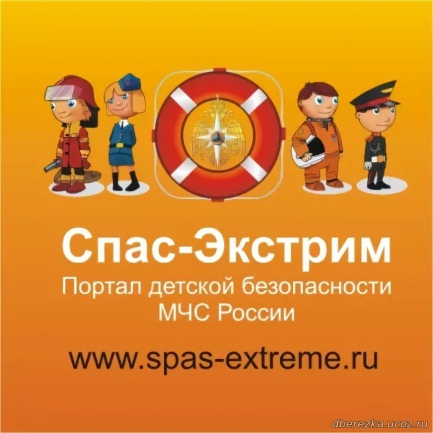 Спас-Экстрим
Портал детской безопасности
МЧС России
www.spas-extreme.ru
dberezka.ucoz.ru